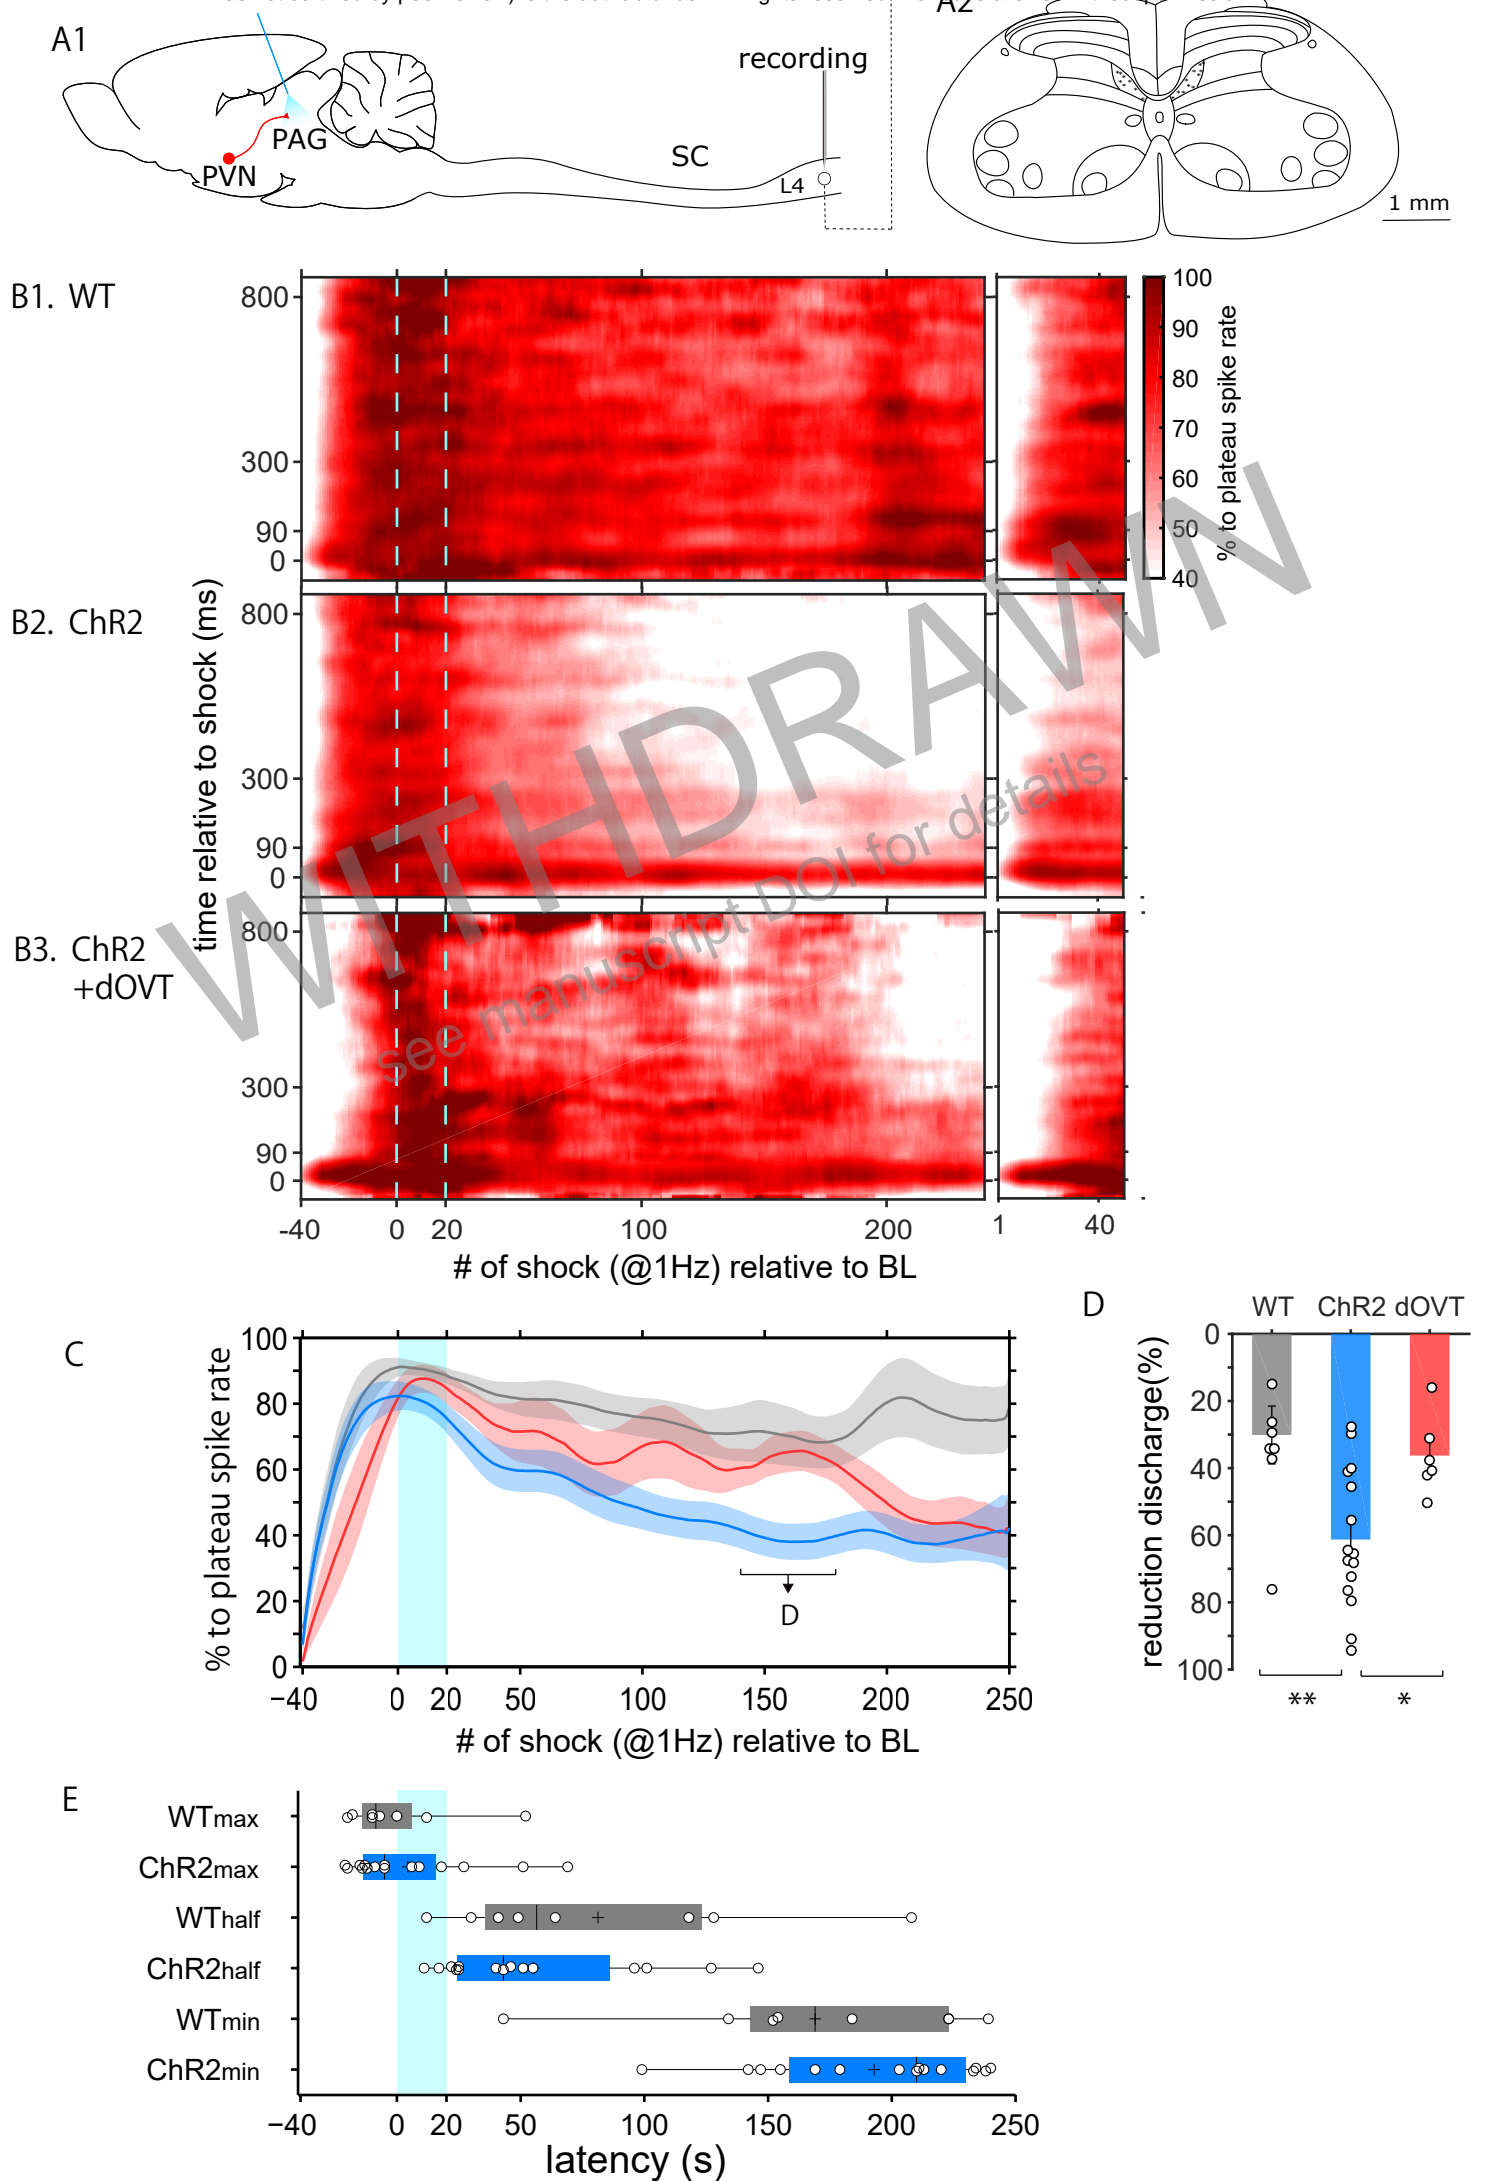 A1
A2
recording
PAG
PVN
SC
L4
1 mm
B1. WT
800
300
90
0
100
90
80
70
60
50
40
% to plateau spike rate
B2. ChR2
800
300
90
0
time relative to shock (ms)
B3. ChR2
+dOVT
800
300
90
0
-40 0 20 100 200 1 40
# of shock (@1Hz) relative to BL
WITHDRAWN
see manuscript DOI for details
C
100
80
60
40
20
0
% to plateau spike rate
D
−40 0 20 50 100 150 200 250
# of shock (@1Hz) relative to BL
D
WT ChR2 dOVT
0
20
40
60
80
100
reduction discharge(%)
** *
E
WTmax
ChR2max
WThalf
ChR2half
WTmin
ChR2min
−40 0 20 50 100 150 200 250
latency (s)